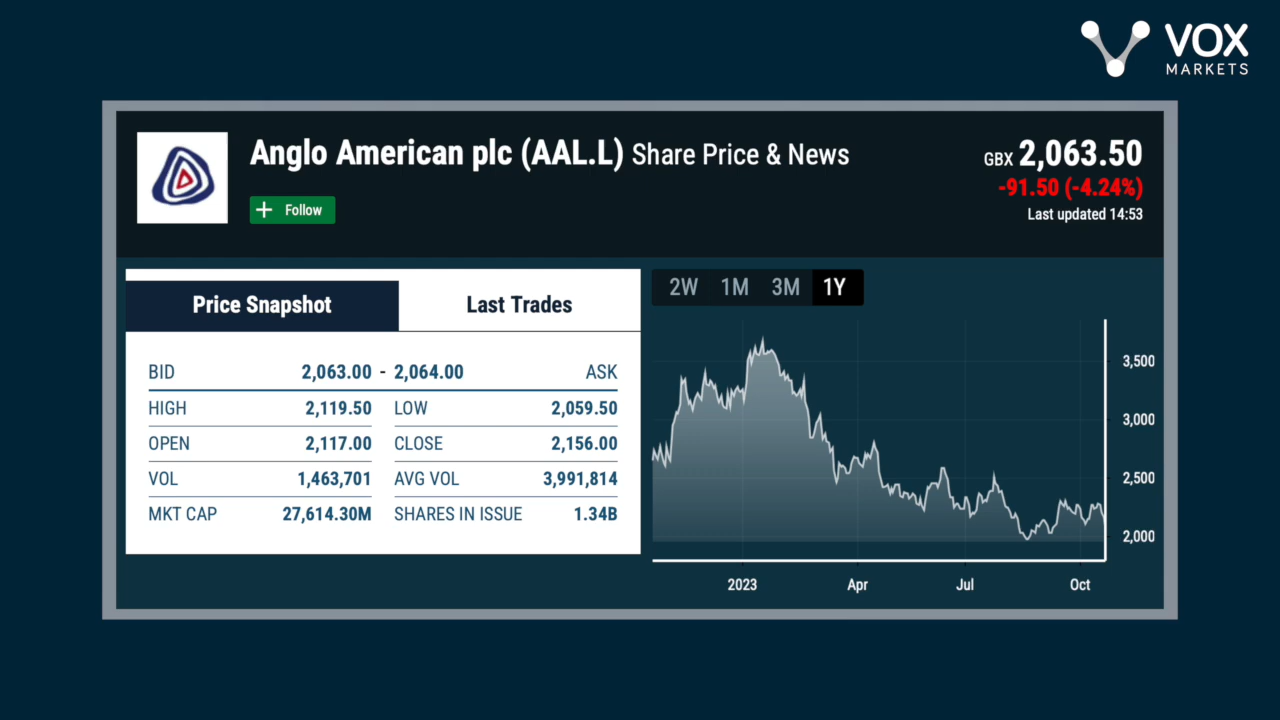 VOX
MARKETS
Anglo American plc (AAL.L) Share Price & News
+ Follow
GBX 2,063.50
-91.50 (-4.24%)
Last updated 14:53
Price Snapshot Last Trades
BID 2,063.00 - 2,064.00 ASK
HIGH 2,119.50 LOW 2,059.50
OPEN 2,117.00 CLOSE 2,156.00
VOL 1,463,701 AVG VOL 3,991,814
MKT CAP 27,614.30M SHARES IN ISSUE 1.34B
2W 1M 3M 1Y
3,500
3,000
2,500
2,000
2023 Apr Jul Oct